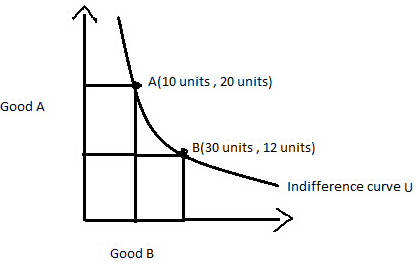 A(10 units , 20 units)
Good A
B(30 units , 12 units)
Indifference curve U
Good B